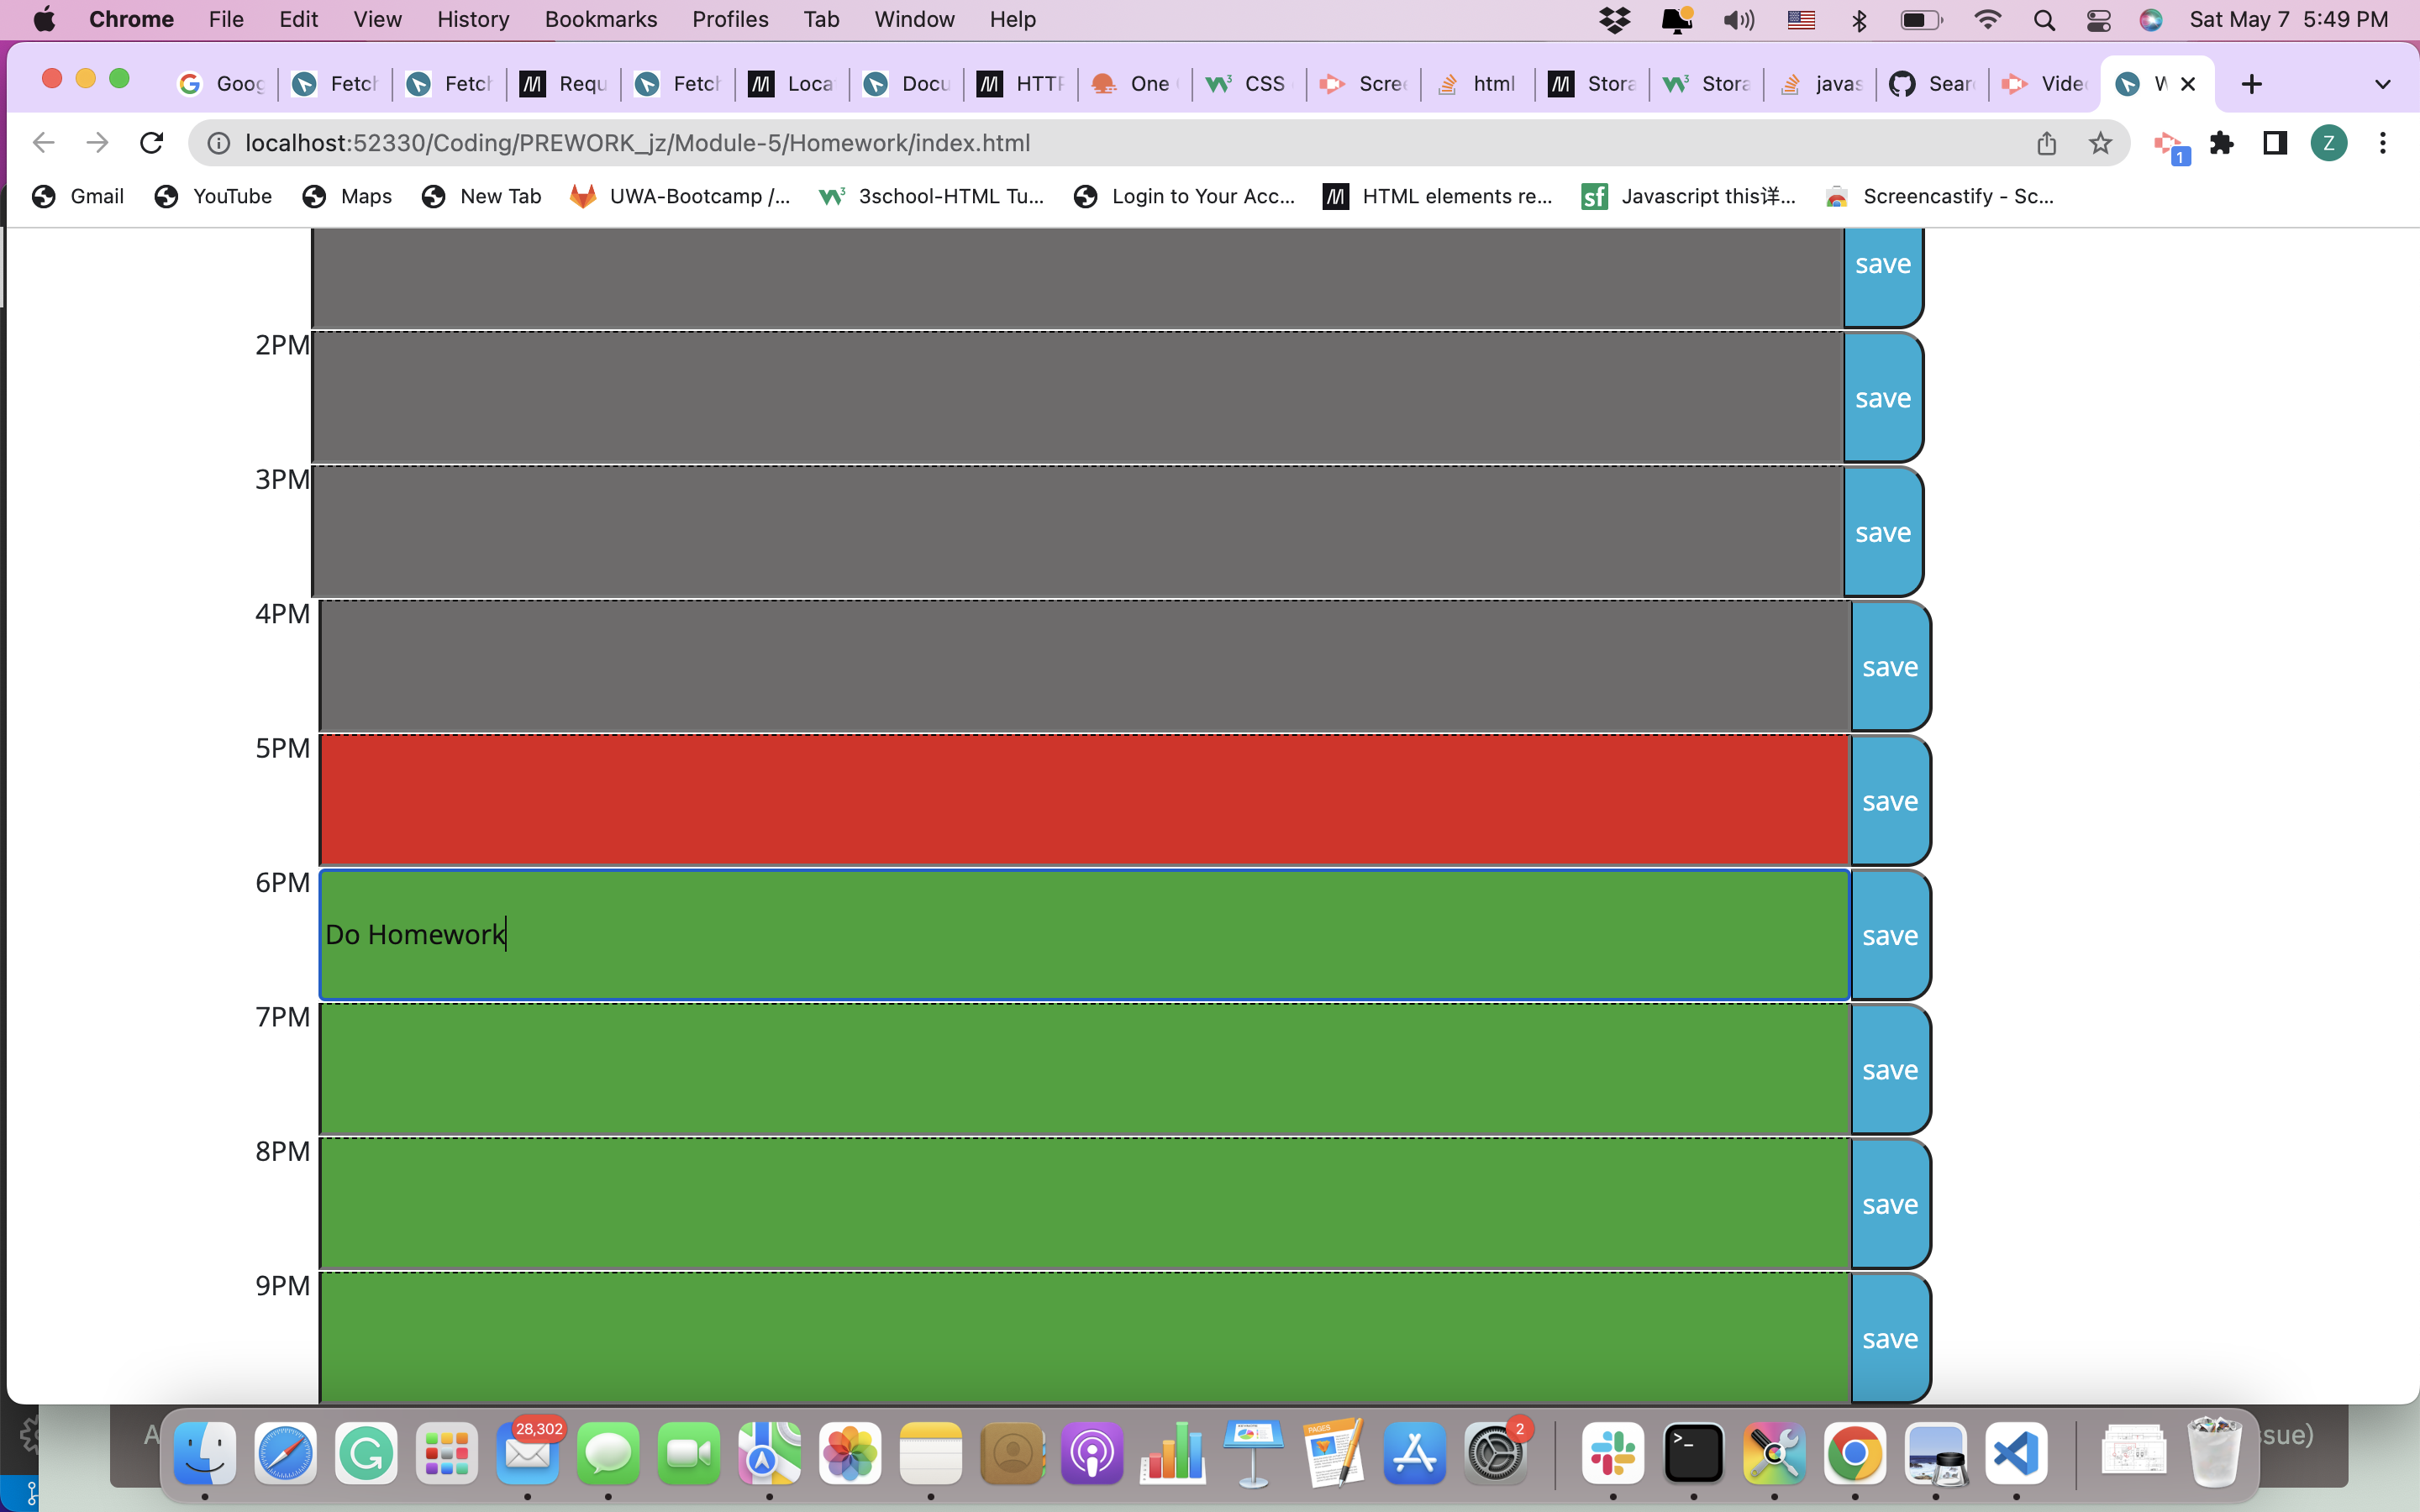 Chrome File Edit View History Bookmarks Profiles Tab Window Help Sat May 7 5:49 PM
Goog Fetch Fetch Requ Fetch Loca Docu HTTP One CSS Scree html Stora Stora javas Sear Vide W
localhost:52330/Coding/PREWORK_jz/Module-5/Homework/index.html 1 Z
Gmail YouTube Maps New Tab UWA-Bootcamp /... 3school-HTML Tu... Login to Your Acc... HTML elements re... Javascript this详... Screencastify - Sc...
save
2PM save
3PM save
4PM save
5PM save
6PM Do Homework save
7PM save
8PM save
9PM save
28,302 2
A ssue)